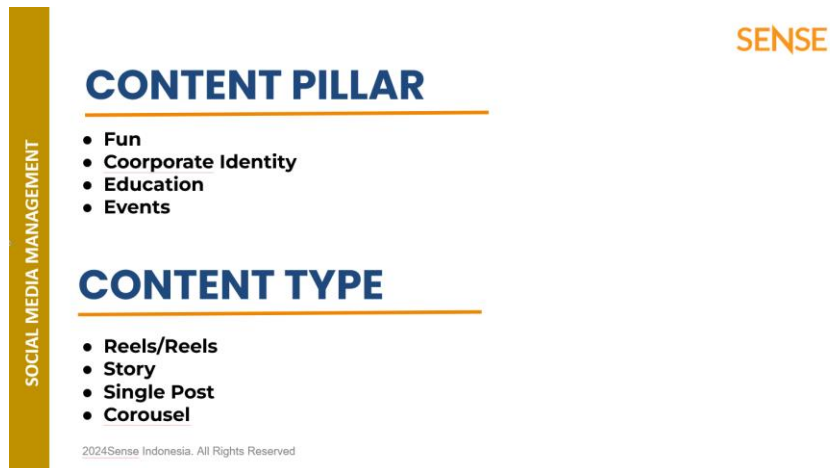 SENSE
SOCIAL MEDIA MANAGEMENT
CONTENT PILLAR
● Fun
● Coorporate Identity
● Education
● Events
CONTENT TYPE
● Reels/Reels
● Story
● Single Post
● Corousel
2024Sense Indonesia. All Rights Reserved